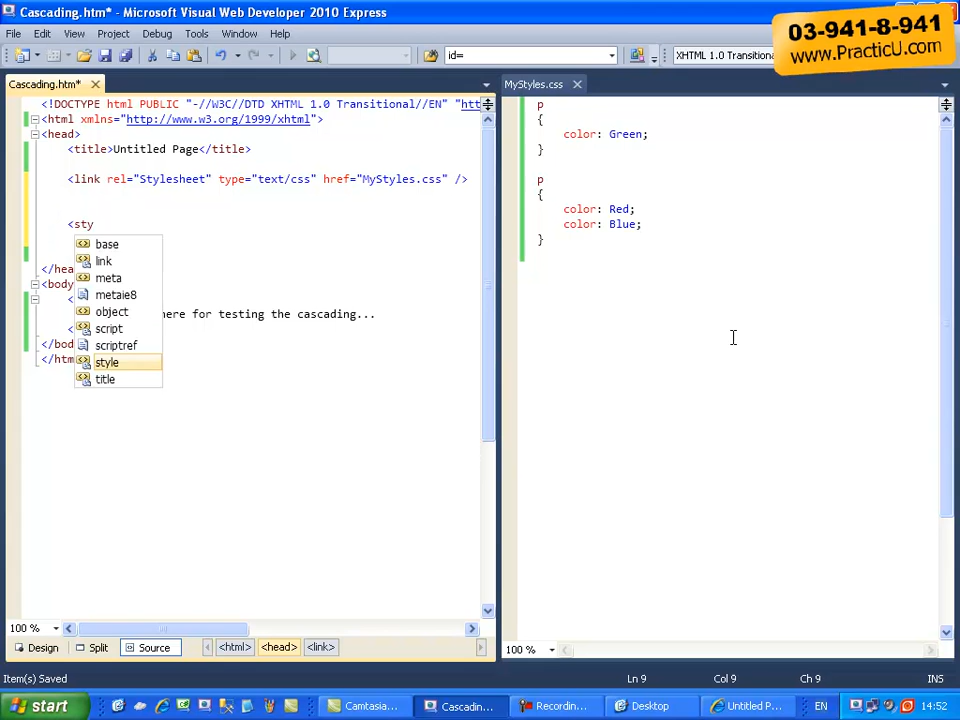 Cascading.htm* - Microsoft Visual Web Developer 2010 Express
03-941-8-941
www.PracticU.com
File Edit View Project Debug Tools Window Help
id=
XHTML 1.0 Transitiona
Cascading.htm*
<!DOCTYPE html PUBLIC "-//W3C//DTD XHTML 1.0 Transitional//EN" "htt
<html xmlns="http://www.w3.org/1999/xhtml">
<head>
<title>Untitled Page</title>
<link rel="Stylesheet" type="text/css" href="MyStyles.css" />
<sty
base
link
meta
metaie8
object
script
scriptref
style
title
</hea
<body
<
here for testing the cascading...
<
</bod
</htm
MyStyles.css
p
{
color: Green;
}
p
{
color: Red;
color: Blue;
}
100 %
Design Split Source <html> <head> <link>
100 %
Item(s) Saved
Ln 9 Col 9 Ch 9 INS
start
Camtasia...
Cascadin...
Recordin...
Desktop
Untitled P...
EN
14:52